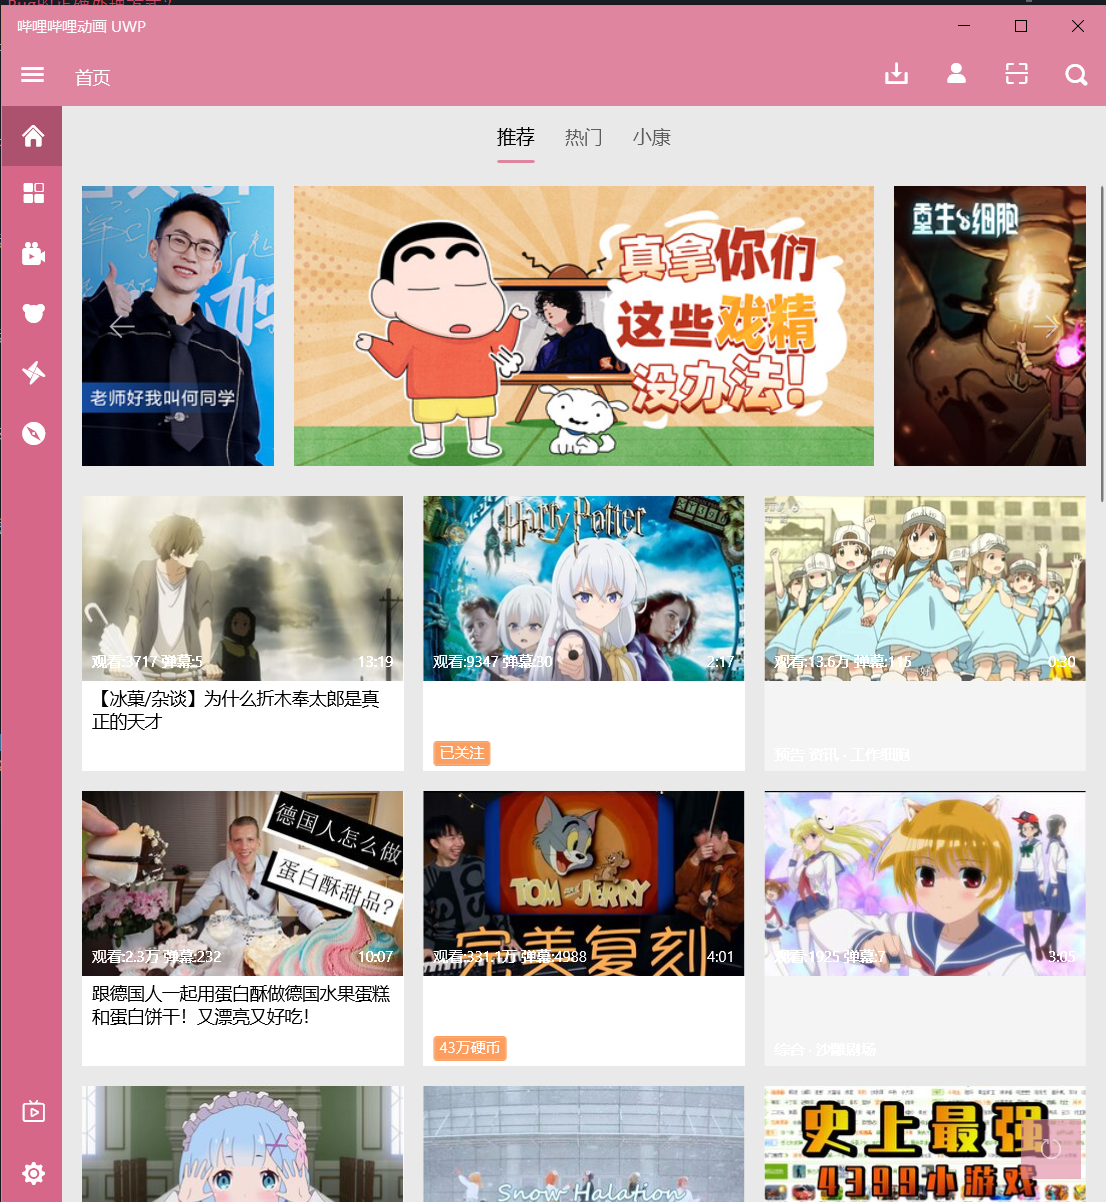 哔哩哔哩动画 UWP
首页
推荐 热门 小康
老师好我叫何同学
真拿你们
这些戏精
没办法!
重生细胞
观看:3717 弹幕:5 13:19
【冰菓/杂谈】为什么折木奉太郎是真
正的天才
Harry Potter
观看:9347 弹幕:30 2:17
已关注
观看:13.6万 弹幕:115 0:30
预告 资讯 · 工作细胞
德国人怎么做
蛋白酥甜品?
观看:2.3万 弹幕:232 10:07
跟德国人一起用蛋白酥做德国水果蛋糕
和蛋白饼干！又漂亮又好吃！
TOM AND JERRY
完美复刻
观看:331.1万 弹幕:4988 4:01
43万硬币
观看:1925 弹幕:7 3:05
综合 · 沙雕剧场
Snow Halation
史上最强
4399小游戏